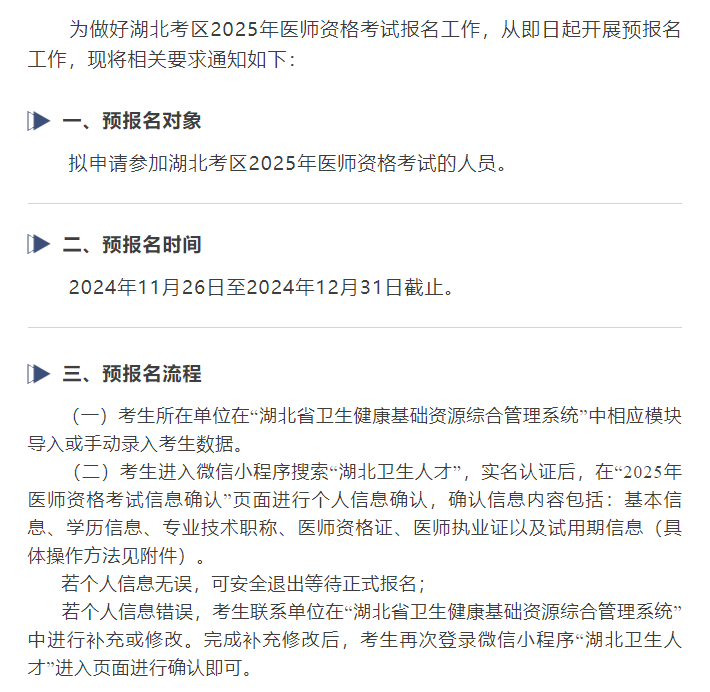 为做好湖北考区2025年医师资格考试报名工作，从即日起开展预报名
工作，现将相关要求通知如下：
一、预报名对象
拟申请参加湖北考区2025年医师资格考试的人员。
二、预报名时间
2024年11月26日至2024年12月31日截止。
三、预报名流程
（一）考生所在单位在“湖北省卫生健康基础资源综合管理系统”中相应模块
导入或手动录入考生数据。
（二）考生进入微信小程序搜索“湖北卫生人才”，实名认证后，在“2025年
医师资格考试信息确认”页面进行个人信息确认，确认信息内容包括：基本信
息、学历信息、专业技术职称、医师资格证、医师执业证以及试用期信息（具
体操作方法见附件）。
若个人信息无误，可安全退出等待正式报名；
若个人信息错误，考生联系单位在“湖北省卫生健康基础资源综合管理系统”
中进行补充或修改。完成补充修改后，考生再次登录微信小程序“湖北卫生人
才”进入页面进行确认即可。